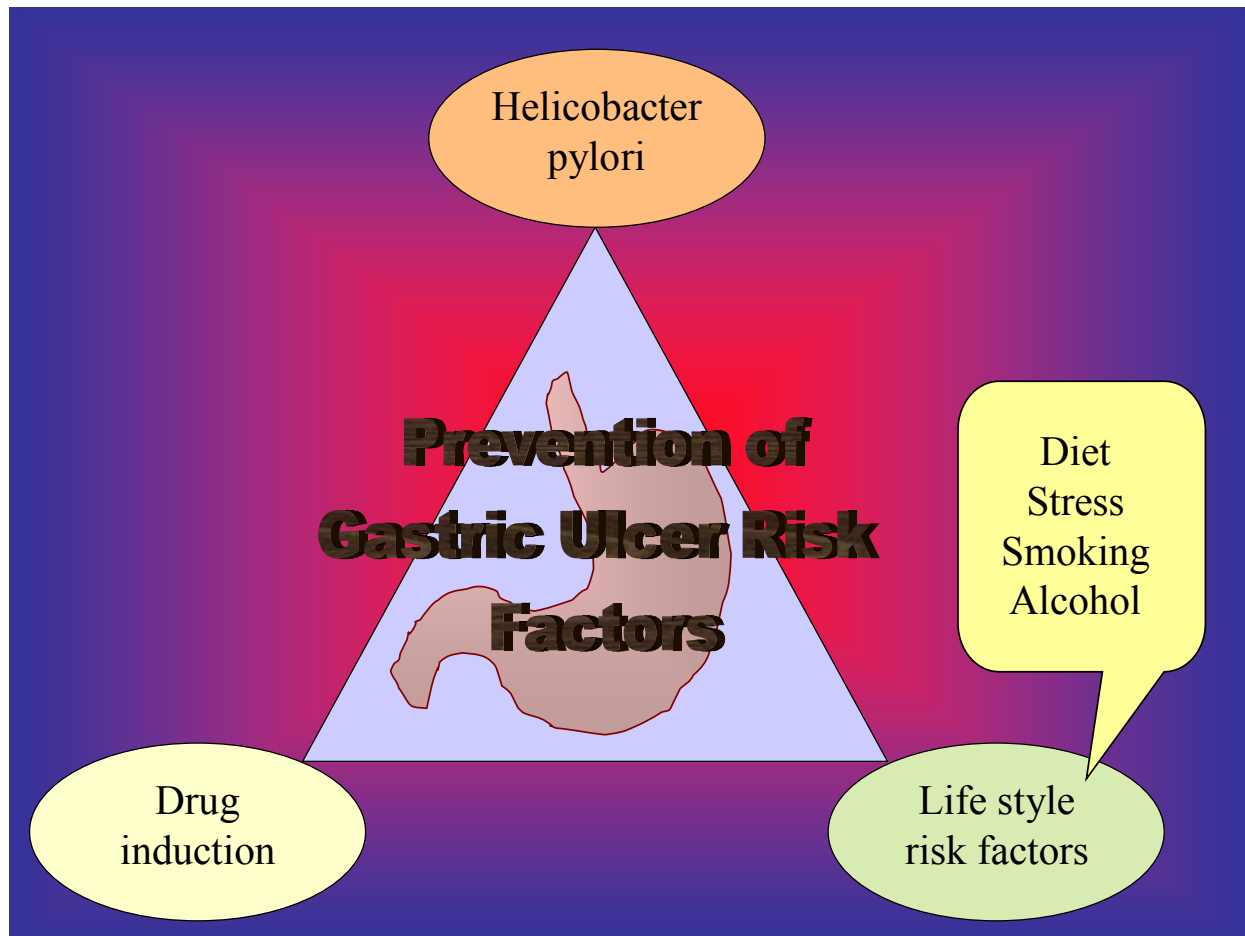 Helicobacter
pylori
Prevention of
Gastric Ulcer Risk
Factors
Diet
Stress
Smoking
Alcohol
Drug
induction
Life style
risk factors